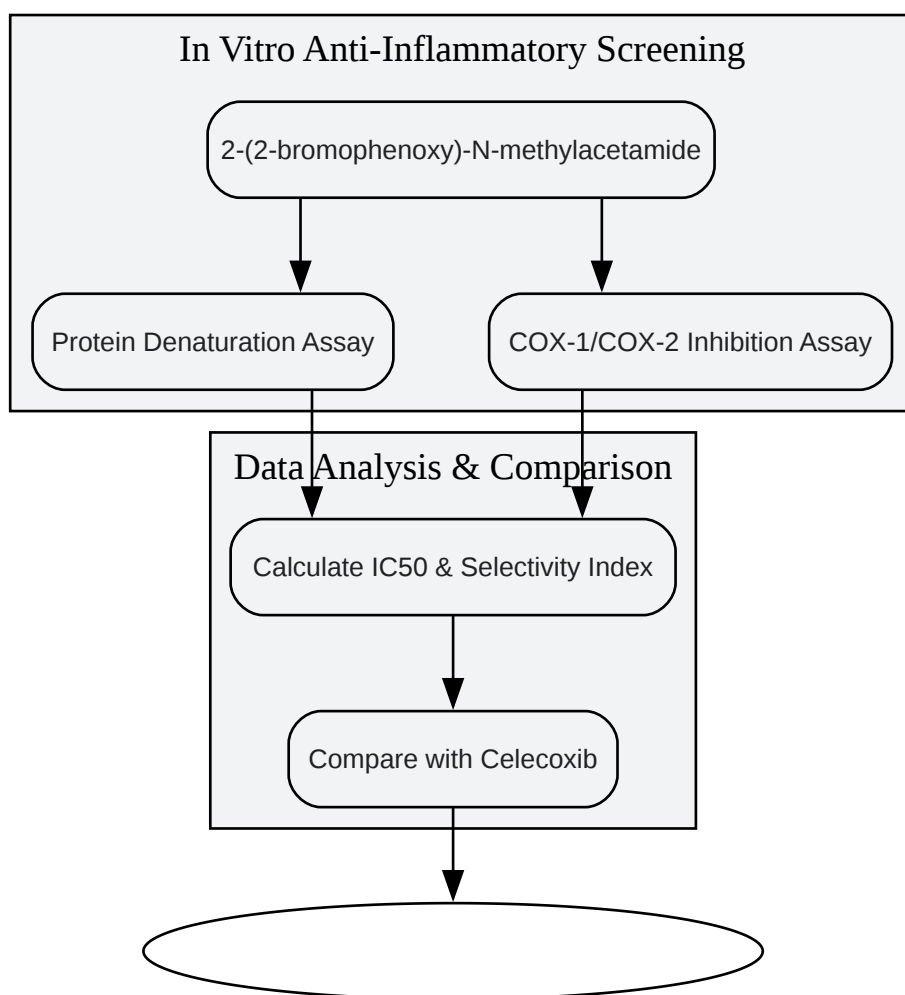 In Vitro Anti-Inflammatory Screening
2-(2-bromophenoxy)-N-methylacetamide
Protein Denaturation Assay
COX-1/COX-2 Inhibition Assay
Data Analysis & Comparison
Calculate IC50 & Selectivity Index
Compare with Celecoxib